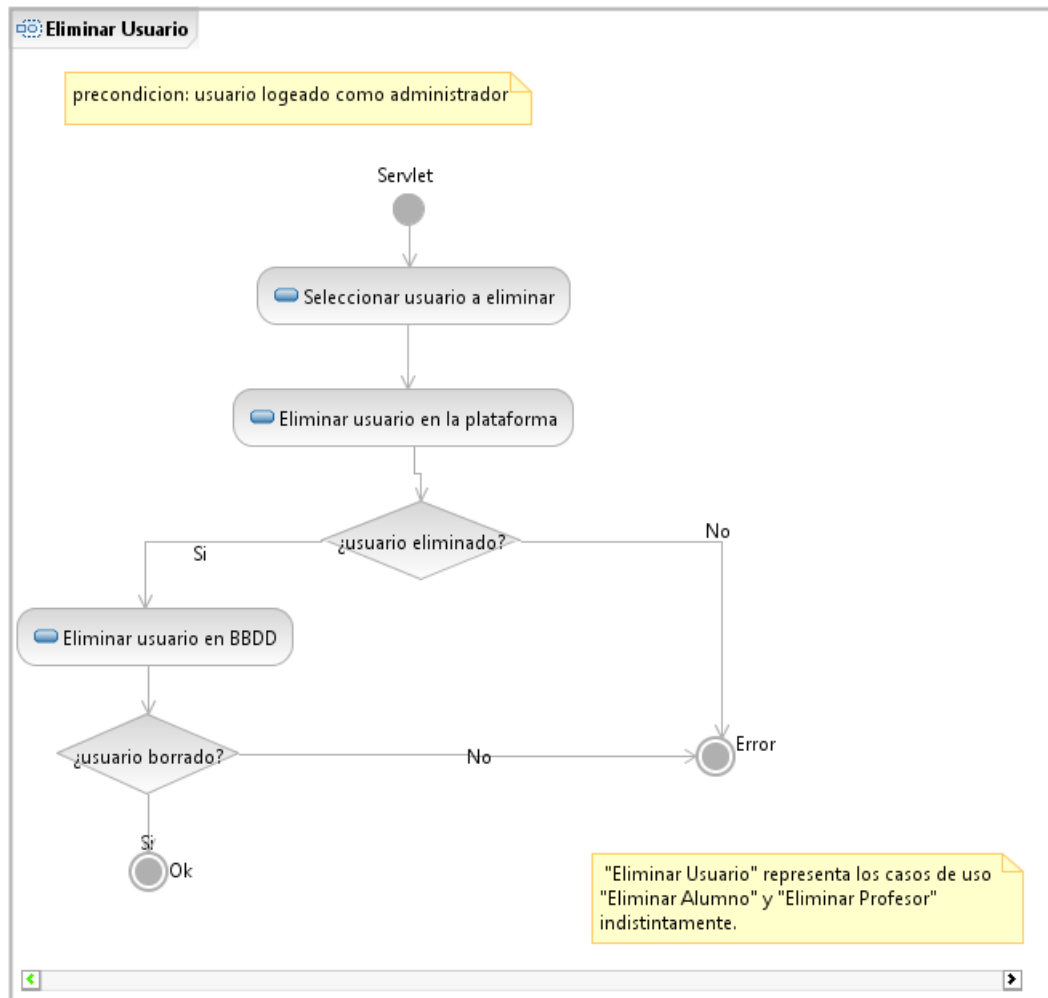 Eliminar Usuario
precondicion: usuario logeado como administrador
Servlet
Seleccionar usuario a eliminar
Eliminar usuario en la plataforma
¿usuario eliminado?
No
Si
Eliminar usuario en BBDD
¿usuario borrado?
No
Error
Si
Ok
"Eliminar Usuario" representa los casos de uso
"Eliminar Alumno" y "Eliminar Profesor"
indistintamente.